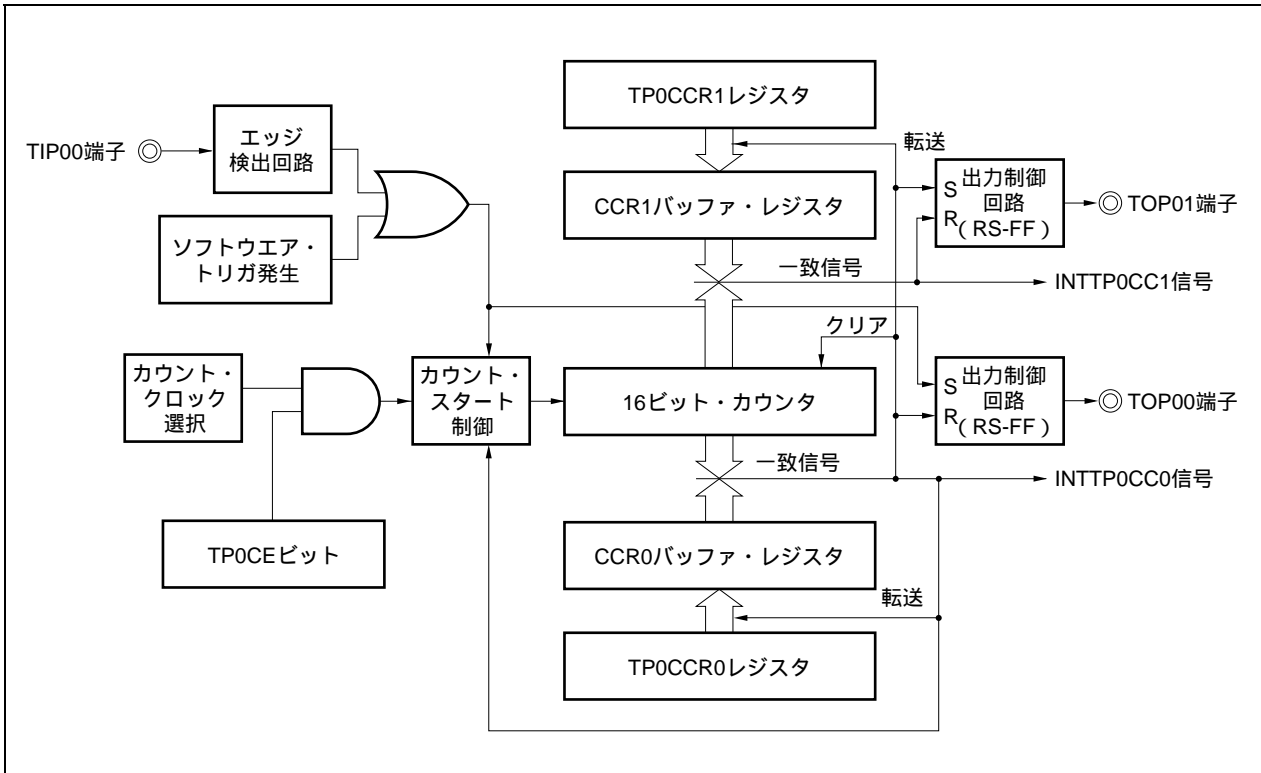 TP0CCR1レジスタ
TIP00端子
エッジ
検出回路
転送
CCR1バッファ・レジスタ
S
R
出力制御
回路
(RS-FF)
TOP01端子
ソフトウエア・
トリガ発生
一致信号
INTTP0CC1信号
クリア
カウント・
クロック
選択
カウント・
スタート
制御
16ビット・カウンタ
S
R
出力制御
回路
(RS-FF)
TOP00端子
一致信号
INTTP0CC0信号
TP0CEビット
CCR0バッファ・レジスタ
転送
TP0CCR0レジスタ